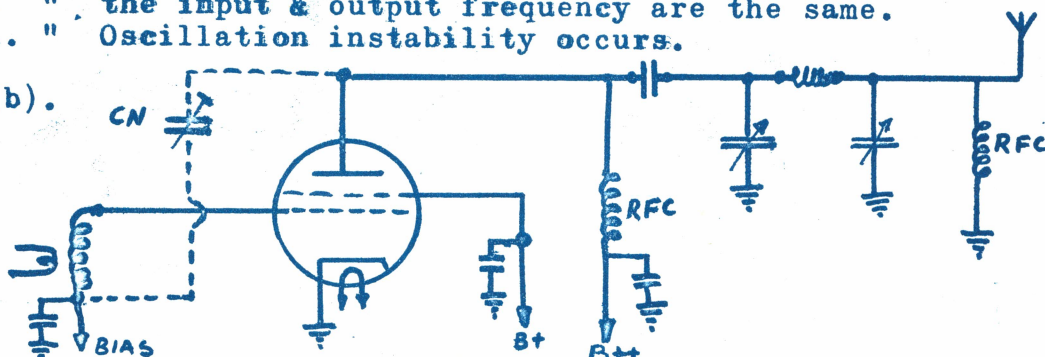 " . the input & output frequency are the same.
. " Oscillation instability occurs.
b).
CN
RFC
RFC
B+
B++
BIAS